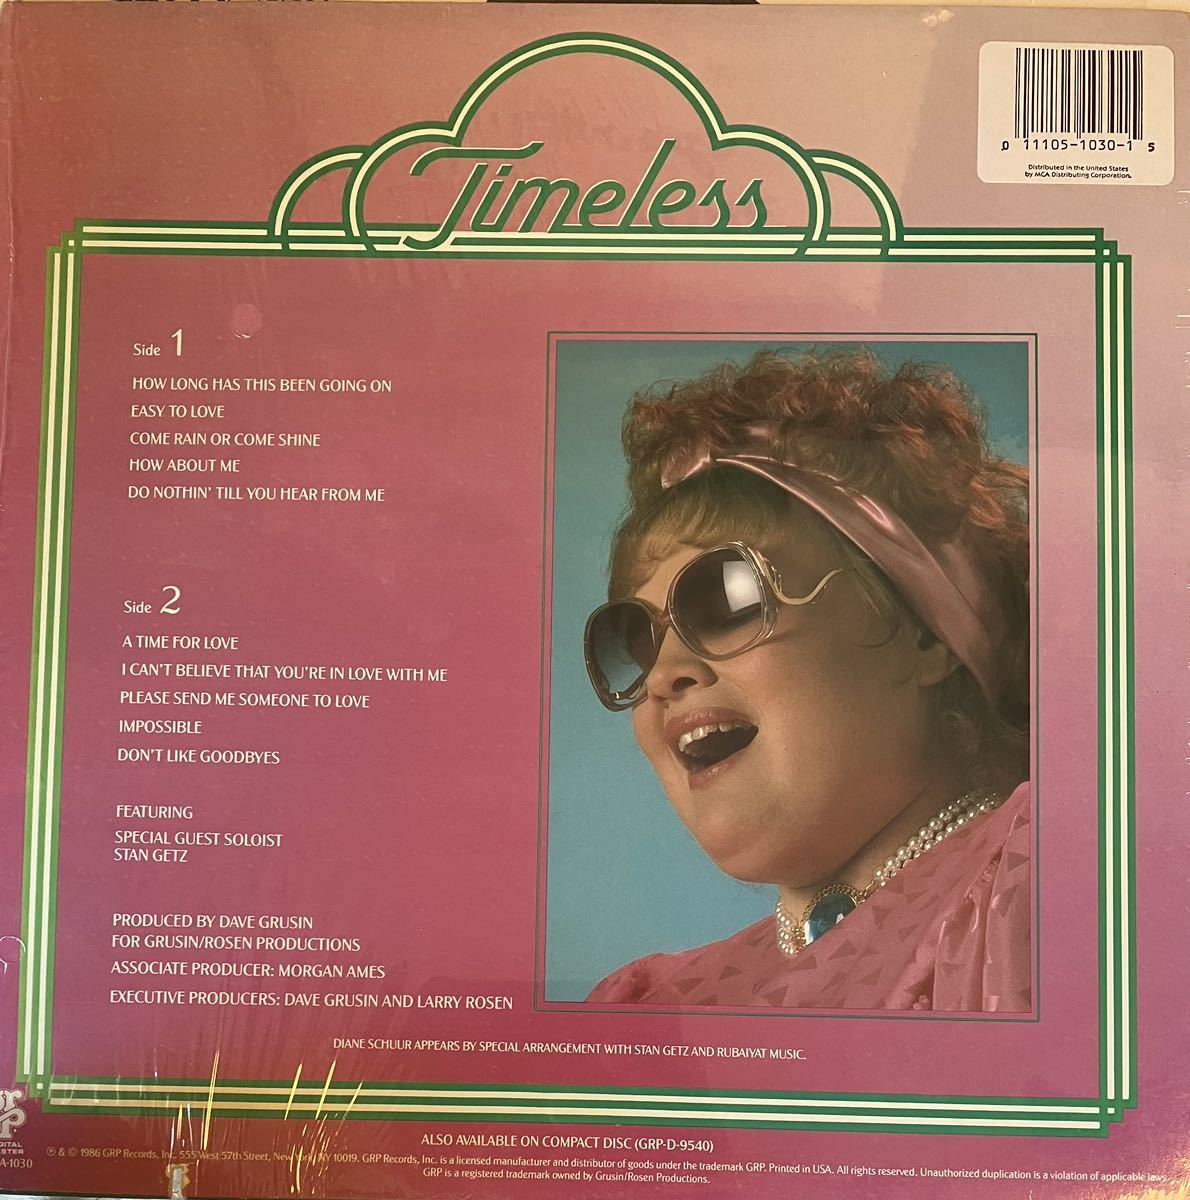 Timeless
0 11105-1030-1 5
Distributed in the United States
by MCA Distributing Corporation.
Side 1
HOW LONG HAS THIS BEEN GOING ON
EASY TO LOVE
COME RAIN OR COME SHINE
HOW ABOUT ME
DO NOTHIN' TILL YOU HEAR FROM ME
Side 2
A TIME FOR LOVE
I CAN'T BELIEVE THAT YOU'RE IN LOVE WITH ME
PLEASE SEND ME SOMEONE TO LOVE
IMPOSSIBLE
DON'T LIKE GOODBYES
FEATURING
SPECIAL GUEST SOLOIST
STAN GETZ
PRODUCED BY DAVE GRUSIN
FOR GRUSIN/ROSEN PRODUCTIONS
ASSOCIATE PRODUCER: MORGAN AMES
EXECUTIVE PRODUCERS: DAVE GRUSIN AND LARRY ROSEN
DIANE SCHUUR APPEARS BY SPECIAL ARRANGEMENT WITH STAN GETZ AND RUBAIYAT MUSIC.
ALSO AVAILABLE ON COMPACT DISC (GRP-D-9540)
A-1030
℗ & © 1986 GRP Records, Inc. 555 West 57th Street, New York, NY 10019. GRP Records, Inc. is a licensed manufacturer and distributor of goods under the trademark GRP. Printed in USA. All rights reserved. Unauthorized duplication is a violation of applicable laws.
GRP is a registered trademark owned by Grusin/Rosen Productions.